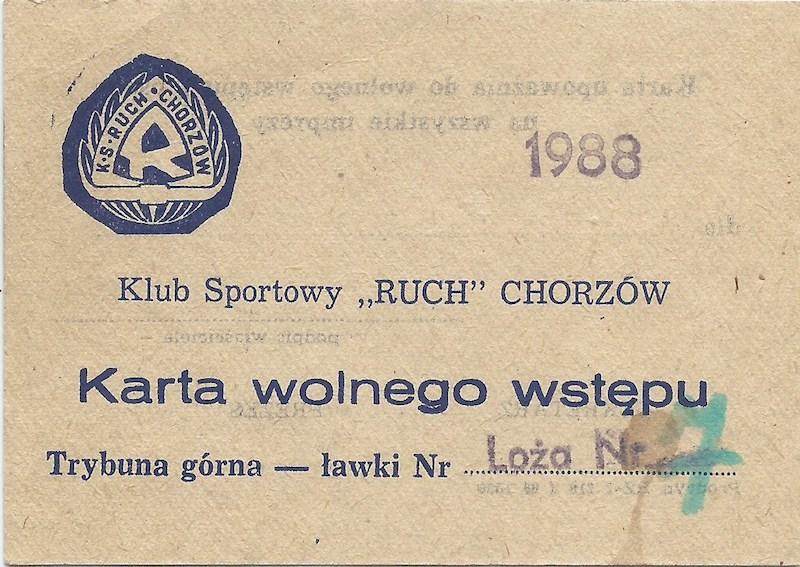 K·S·RUCH·CHORZÓW
R
1988
Klub Sportowy „RUCH” CHORZÓW
Karta wolnego wstępu
Trybuna górna — ławki Nr Loża Nr. 7